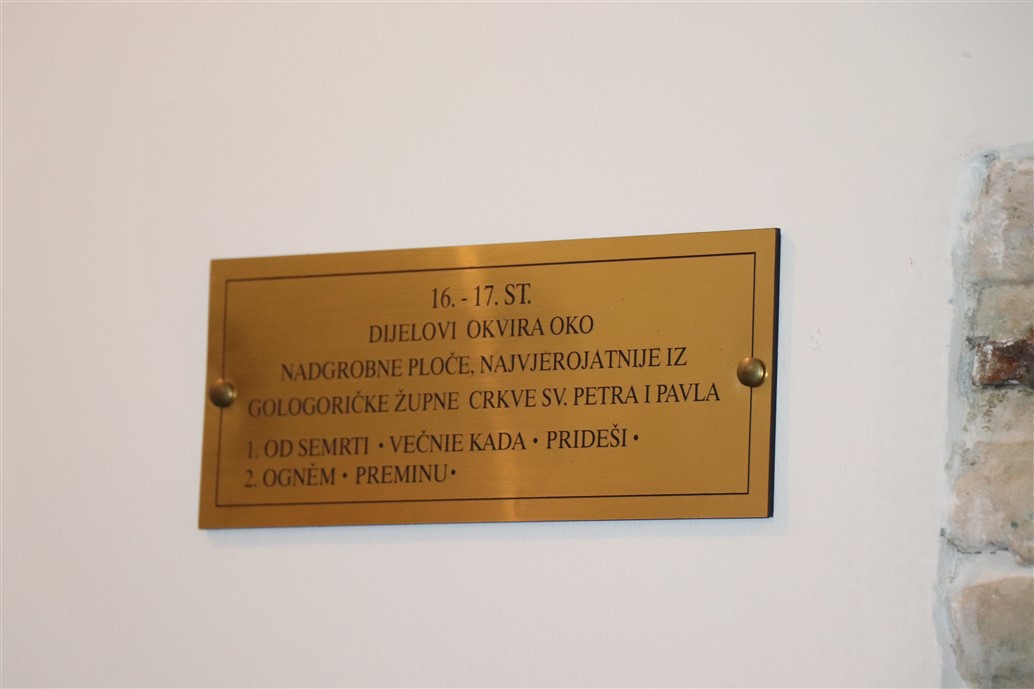 16. - 17. ST.
DIJELOVI OKVIRA OKO
NADGROBNE PLOČE, NAJVJEROJATNIJE IZ
GOLOGORIČKE ŽUPNE CRKVE SV. PETRA I PAVLA
1. OD SEMRTI • VEČNIE KADA • PRIDEŠI •
2. OGNĚM • PREMINU •